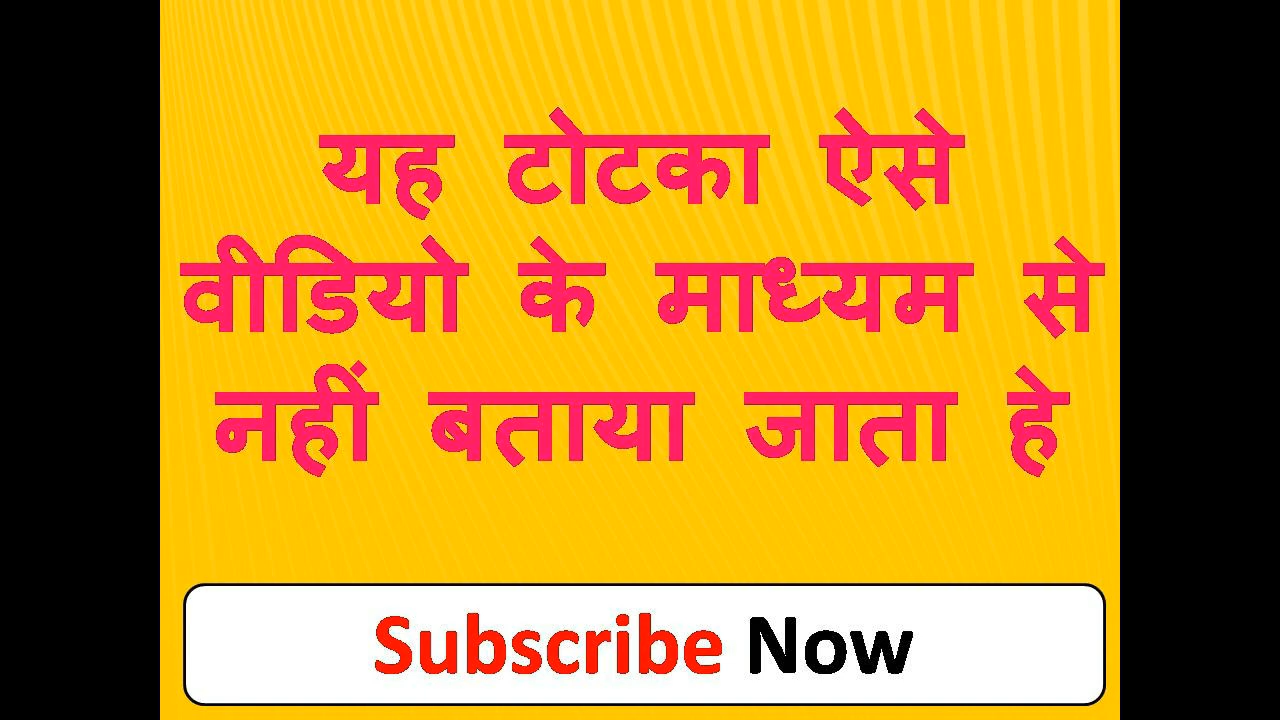 यह टोटका ऐसे
वीडियो के माध्यम से
नहीं बताया जाता हे
Subscribe Now